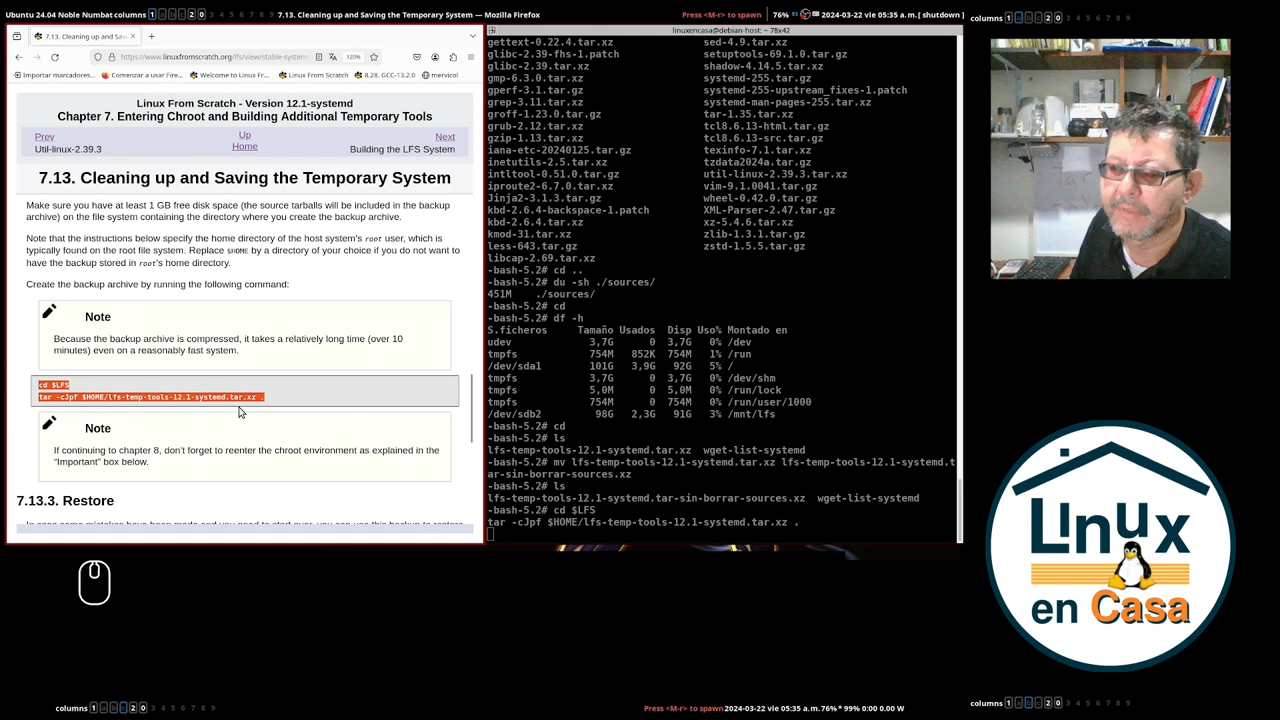 Ubuntu 24.04 Noble Numbat columns 1 a b c 2 0 3 4 5 6 7 8 9 7.13. Cleaning up and Saving the Temporary System — Mozilla Firefox
Press <M-r> to spawn 76% 2024-03-22 vie 05:35 a.m. [ shutdown ]
columns 1 a b c 2 0 3 4 5 6 7 8 9
7.13. Cleaning up and Savi
https://www.linuxfromscratch.org/lfs/view/stable-system
120%
Importar marcadores... Comenzar a usar Fire... Welcome to Linux Fr... Linux From Scratch 8.28. GCC-13.2.0 mervicol
Linux From Scratch - Version 12.1-systemd
Chapter 7. Entering Chroot and Building Additional Temporary Tools
Prev Up Next
Util-linux-2.39.3 Home Building the LFS System
7.13. Cleaning up and Saving the Temporary System
Make sure you have at least 1 GB free disk space (the source tarballs will be included in the backup
archive) on the file system containing the directory where you create the backup archive.
Note that the instructions below specify the home directory of the host system's root user, which is
typically found on the root file system. Replace $HOME by a directory of your choice if you do not want to
have the backup stored in root's home directory.
Create the backup archive by running the following command:
Note
Because the backup archive is compressed, it takes a relatively long time (over 10
minutes) even on a reasonably fast system.
cd $LFS
tar -cJpf $HOME/lfs-temp-tools-12.1-systemd.tar.xz .
Note
If continuing to chapter 8, don't forget to reenter the chroot environment as explained in the
“Important” box below.
7.13.3. Restore
linuxencasa@debian-host: ~ 78x42
gettext-0.22.4.tar.xz sed-4.9.tar.xz
glibc-2.39-fhs-1.patch setuptools-69.1.0.tar.gz
glibc-2.39.tar.xz shadow-4.14.5.tar.xz
gmp-6.3.0.tar.xz systemd-255.tar.gz
gperf-3.1.tar.gz systemd-255-upstream_fixes-1.patch
grep-3.11.tar.xz systemd-man-pages-255.tar.xz
groff-1.23.0.tar.gz tar-1.35.tar.xz
grub-2.12.tar.xz tcl8.6.13-html.tar.gz
gzip-1.13.tar.xz tcl8.6.13-src.tar.gz
iana-etc-20240125.tar.gz texinfo-7.1.tar.xz
inetutils-2.5.tar.xz tzdata2024a.tar.gz
intltool-0.51.0.tar.gz util-linux-2.39.3.tar.xz
iproute2-6.7.0.tar.xz vim-9.1.0041.tar.gz
Jinja2-3.1.3.tar.gz wheel-0.42.0.tar.gz
kbd-2.6.4-backspace-1.patch XML-Parser-2.47.tar.gz
kbd-2.6.4.tar.xz xz-5.4.6.tar.xz
kmod-31.tar.xz zlib-1.3.1.tar.gz
less-643.tar.gz zstd-1.5.5.tar.gz
libcap-2.69.tar.xz
-bash-5.2# cd ..
-bash-5.2# du -sh ./sources/
451M ./sources/
-bash-5.2# cd
-bash-5.2# df -h
S.ficheros Tamaño Usados Disp Uso% Montado en
udev 3,7G 0 3,7G 0% /dev
tmpfs 754M 852K 754M 1% /run
/dev/sda1 101G 3,9G 92G 5% /
tmpfs 3,7G 0 3,7G 0% /dev/shm
tmpfs 5,0M 0 5,0M 0% /run/lock
tmpfs 754M 0 754M 0% /run/user/1000
/dev/sdb2 98G 2,3G 91G 3% /mnt/lfs
-bash-5.2# cd
-bash-5.2# ls
lfs-temp-tools-12.1-systemd.tar.xz wget-list-systemd
-bash-5.2# mv lfs-temp-tools-12.1-systemd.tar.xz lfs-temp-tools-12.1-systemd.t
ar-sin-borrar-sources.xz
-bash-5.2# ls
lfs-temp-tools-12.1-systemd.tar-sin-borrar-sources.xz wget-list-systemd
-bash-5.2# cd $LFS
tar -cJpf $HOME/lfs-temp-tools-12.1-systemd.tar.xz .
LInux
en Casa
columns 1 a b c 2 0 3 4 5 6 7 8 9
Press <M-r> to spawn 2024-03-22 vie 05:35 a.m. 76% * 99% 0:00 0.00 W
columns 1 a b c 2 0 3 4 5 6 7 8 9